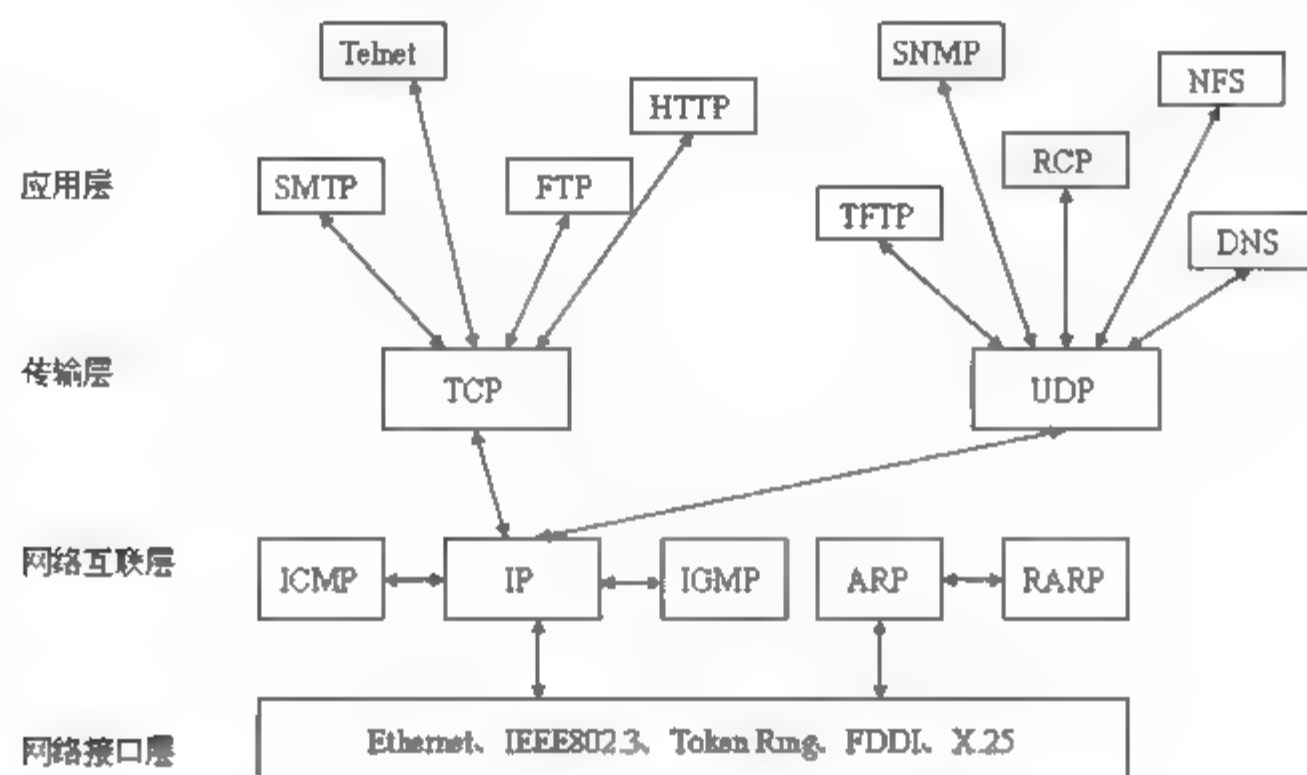 Telnet
SNMP
NFS
HTTP
RCP
应用层
SMTP
FTP
TFTP
DNS
传输层
TCP
UDP
网络互联层
ICMP
IP
IGMP
ARP
RARP
网络接口层
Ethernet、IEEE802.3、Token Ring、FDDI、X.25